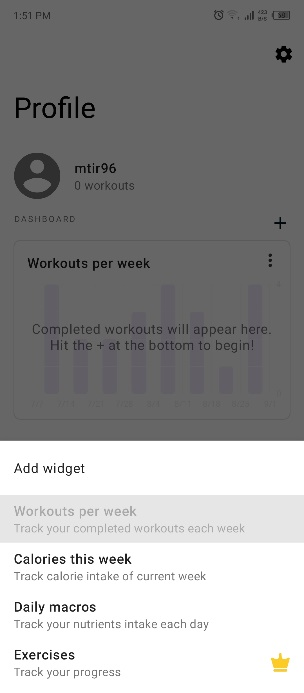 1:51 PM
Profile
mtir96
0 workouts
DASHBOARD
Workouts per week
Completed workouts will appear here.
Hit the + at the bottom to begin!
Add widget
Workouts per week
Track your completed workouts each week
Calories this week
Track calorie intake of current week
Daily macros
Track your nutrients intake each day
Exercises
Track your progress